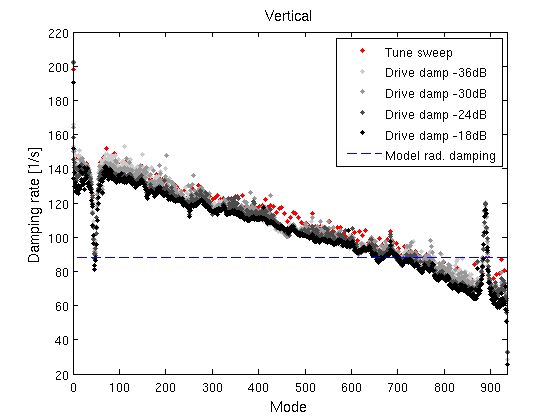 Vertical
220
200
180
160
140
120
100
80
60
40
20
Damping rate [1/s]
Tune sweep
Drive damp -36dB
Drive damp -30dB
Drive damp -24dB
Drive damp -18dB
Model rad. damping
0 100 200 300 400 500 600 700 800 900
Mode